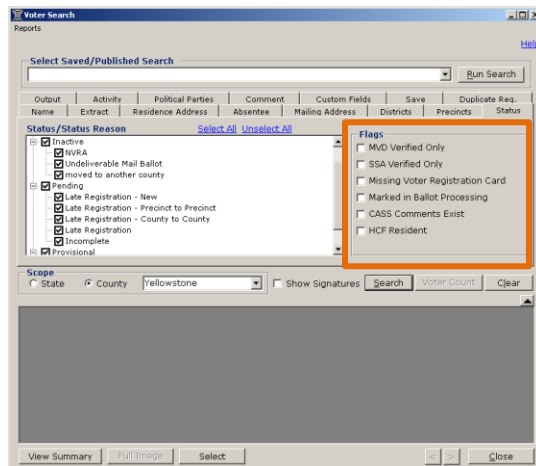 Voter Search
Reports
Help
Select Saved/Published Search
Run Search
Output Activity Political Parties Comment Custom Fields Save Duplicate Reg.
Name Extract Residence Address Absentee Mailing Address Districts Precincts Status
Status/Status Reason Select All Unselect All
Inactive
NVRA
Undeliverable Mail Ballot
moved to another county
Pending
Late Registration - New
Late Registration - Precinct to Precinct
Late Registration - County to County
Late Registration
Incomplete
Provisional
Flags
MVD Verified Only
SSA Verified Only
Missing Voter Registration Card
Marked in Ballot Processing
CASS Comments Exist
HCF Resident
Scope
State County Yellowstone Show Signatures Search Voter Count Clear
View Summary Full Image Select < > Close